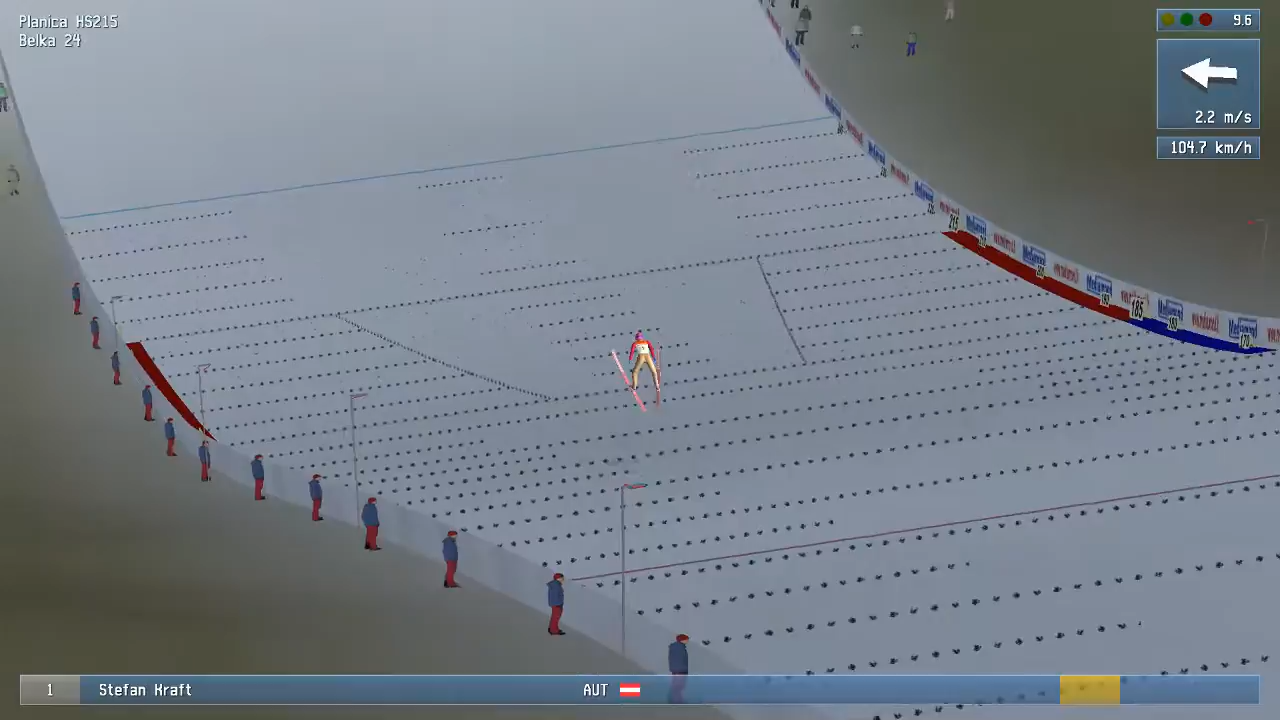 Planica HS215
Belka 24
9.6
2.2 m/s
104.7 km/h
215
185
1 Stefan Kraft AUT